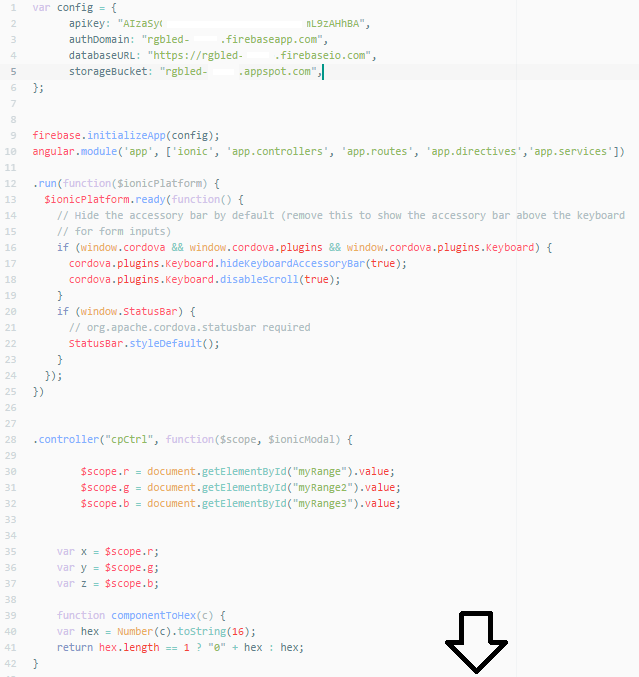 1 var config = {
2 apiKey: "AIzaSy mL9zAHhBA",
3 authDomain: "rgbled- .firebaseapp.com",
4 databaseURL: "https://rgbled- .firebaseio.com",
5 storageBucket: "rgbled- .appspot.com",
6 };
7
8
9 firebase.initializeApp(config);
10 angular.module('app', ['ionic', 'app.controllers', 'app.routes', 'app.directives','app.services'])
11
12 .run(function($ionicPlatform) {
13 $ionicPlatform.ready(function() {
14 // Hide the accessory bar by default (remove this to show the accessory bar above the keyboard
15 // for form inputs)
16 if (window.cordova && window.cordova.plugins && window.cordova.plugins.Keyboard) {
17 cordova.plugins.Keyboard.hideKeyboardAccessoryBar(true);
18 cordova.plugins.Keyboard.disableScroll(true);
19 }
20 if (window.StatusBar) {
21 // org.apache.cordova.statusbar required
22 StatusBar.styleDefault();
23 }
24 });
25 })
26
27
28 .controller("cpCtrl", function($scope, $ionicModal) {
29
30 $scope.r = document.getElementById("myRange").value;
31 $scope.g = document.getElementById("myRange2").value;
32 $scope.b = document.getElementById("myRange3").value;
33
34
35 var x = $scope.r;
36 var y = $scope.g;
37 var z = $scope.b;
38
39 function componentToHex(c) {
40 var hex = Number(c).toString(16);
41 return hex.length == 1 ? "0" + hex : hex;
42 }